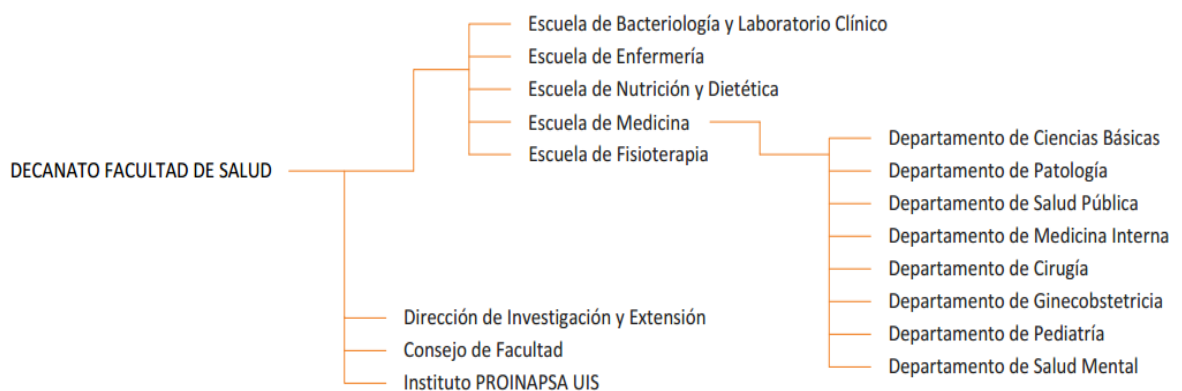 DECANATO FACULTAD DE SALUD
Escuela de Bacteriología y Laboratorio Clínico
Escuela de Enfermería
Escuela de Nutrición y Dietética
Escuela de Medicina
Escuela de Fisioterapia
Departamento de Ciencias Básicas
Departamento de Patología
Departamento de Salud Pública
Departamento de Medicina Interna
Departamento de Cirugía
Departamento de Ginecobstetricia
Departamento de Pediatría
Departamento de Salud Mental
Dirección de Investigación y Extensión
Consejo de Facultad
Instituto PROINAPSA UIS